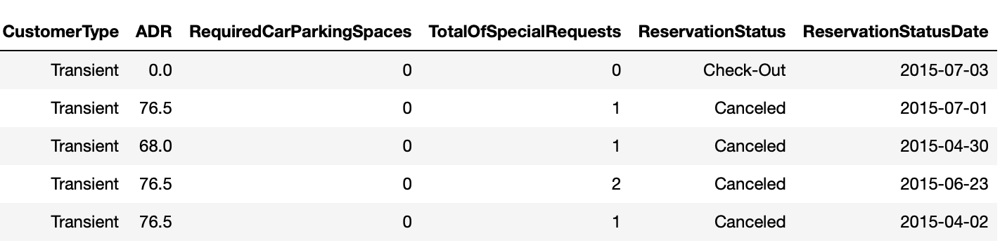 CustomerType ADR RequiredCarParkingSpaces TotalOfSpecialRequests ReservationStatus ReservationStatusDate
Transient 0.0 0 0 Check-Out 2015-07-03
Transient 76.5 0 1 Canceled 2015-07-01
Transient 68.0 0 1 Canceled 2015-04-30
Transient 76.5 0 2 Canceled 2015-06-23
Transient 76.5 0 1 Canceled 2015-04-02